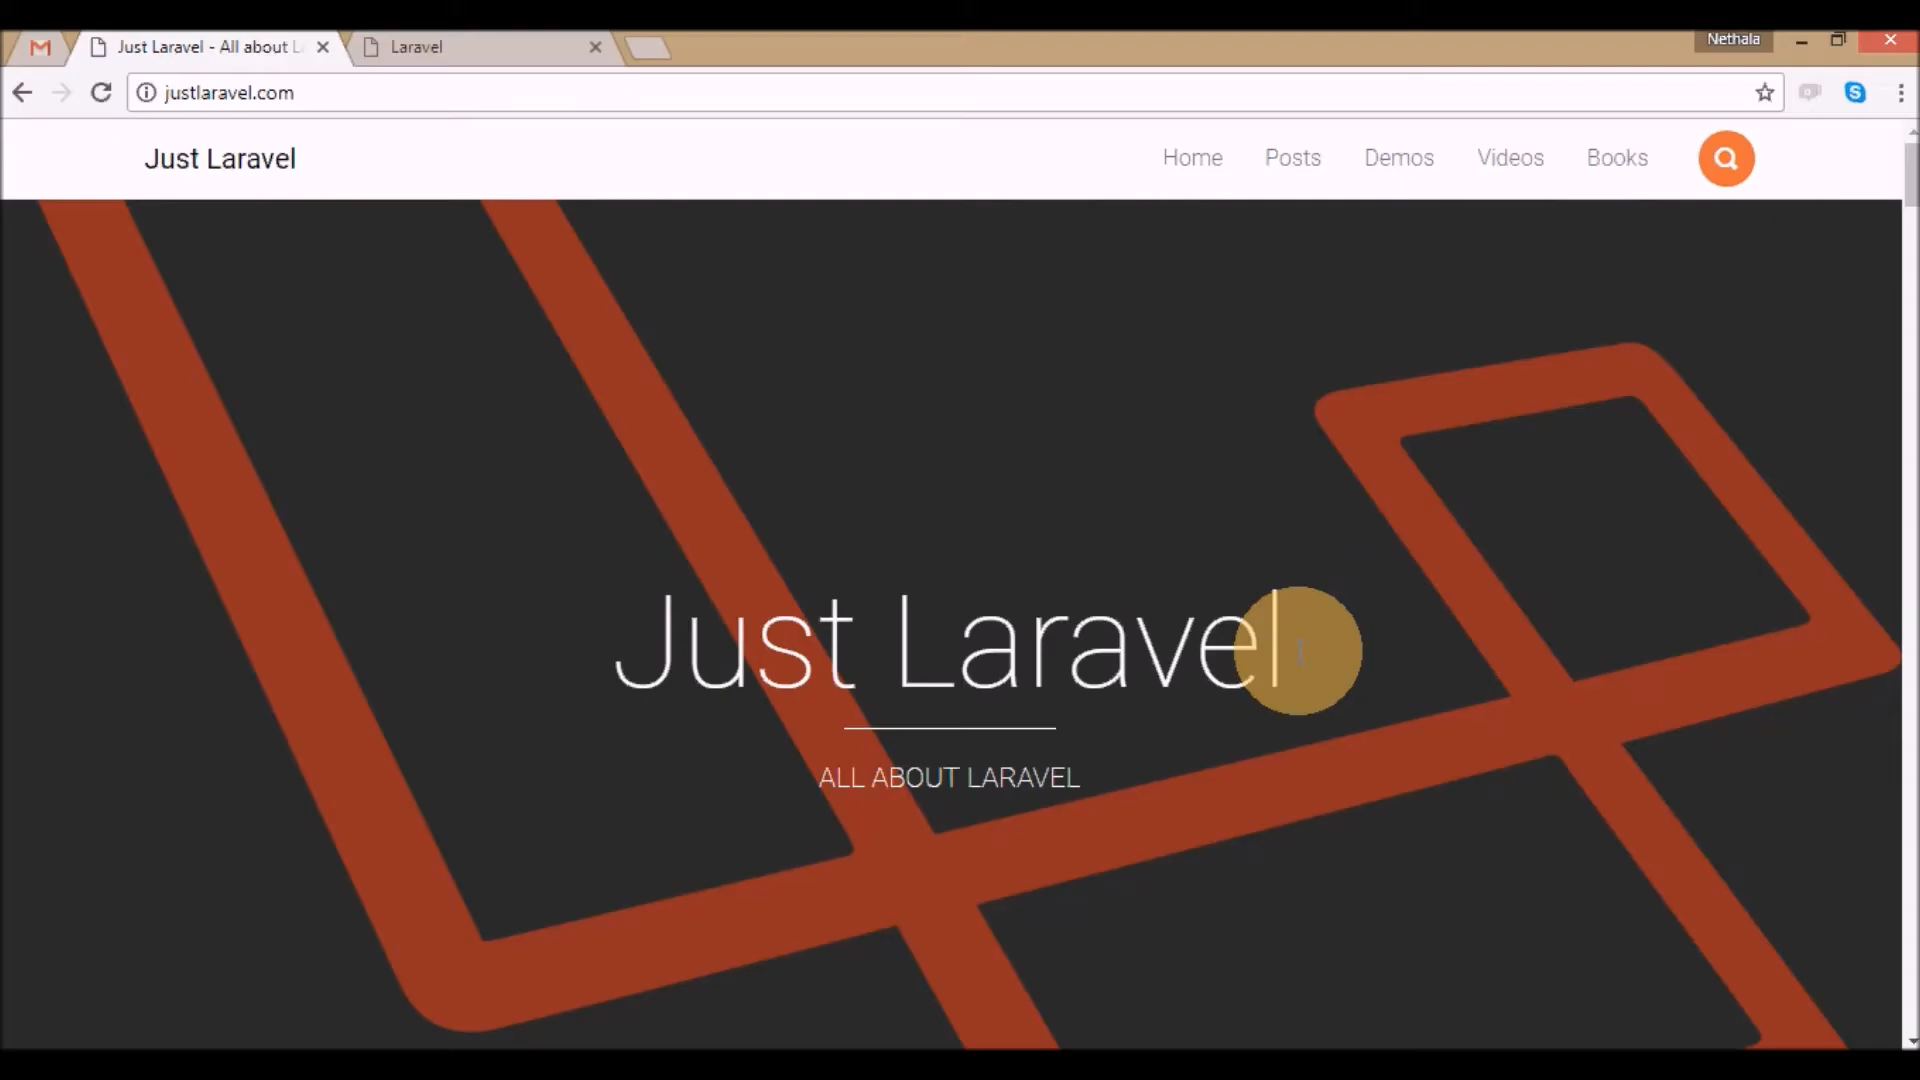 Just Laravel - All about L
Laravel
Nethala
justlaravel.com
Just Laravel
Home
Posts
Demos
Videos
Books
Just Laravel
ALL ABOUT LARAVEL